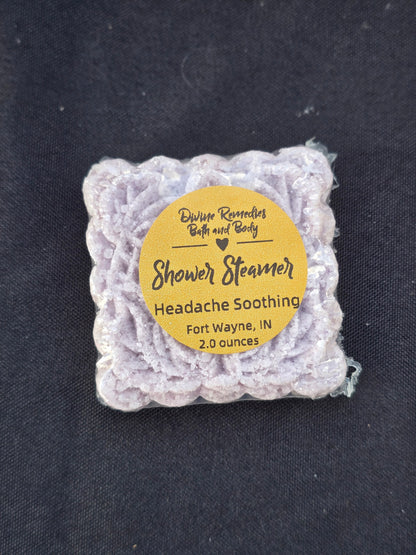 Divine Remedies
Bath and Body
Shower Steamer
Headache Soothing
Fort Wayne, IN
2.0 ounces